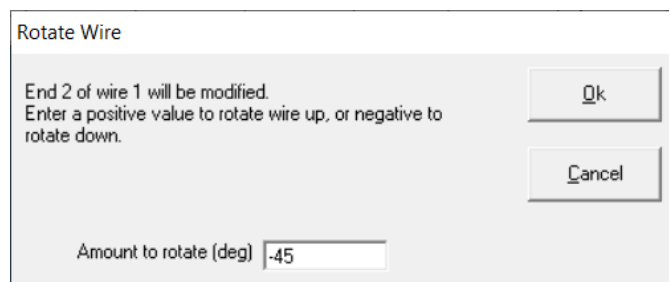 Rotate Wire
End 2 of wire 1 will be modified.
Enter a positive value to rotate wire up, or negative to
rotate down.
Ok
Cancel
Amount to rotate (deg) -45